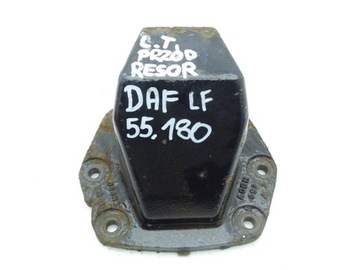 L.T.
PRZÓD
RESOR
DAF LF
55.180